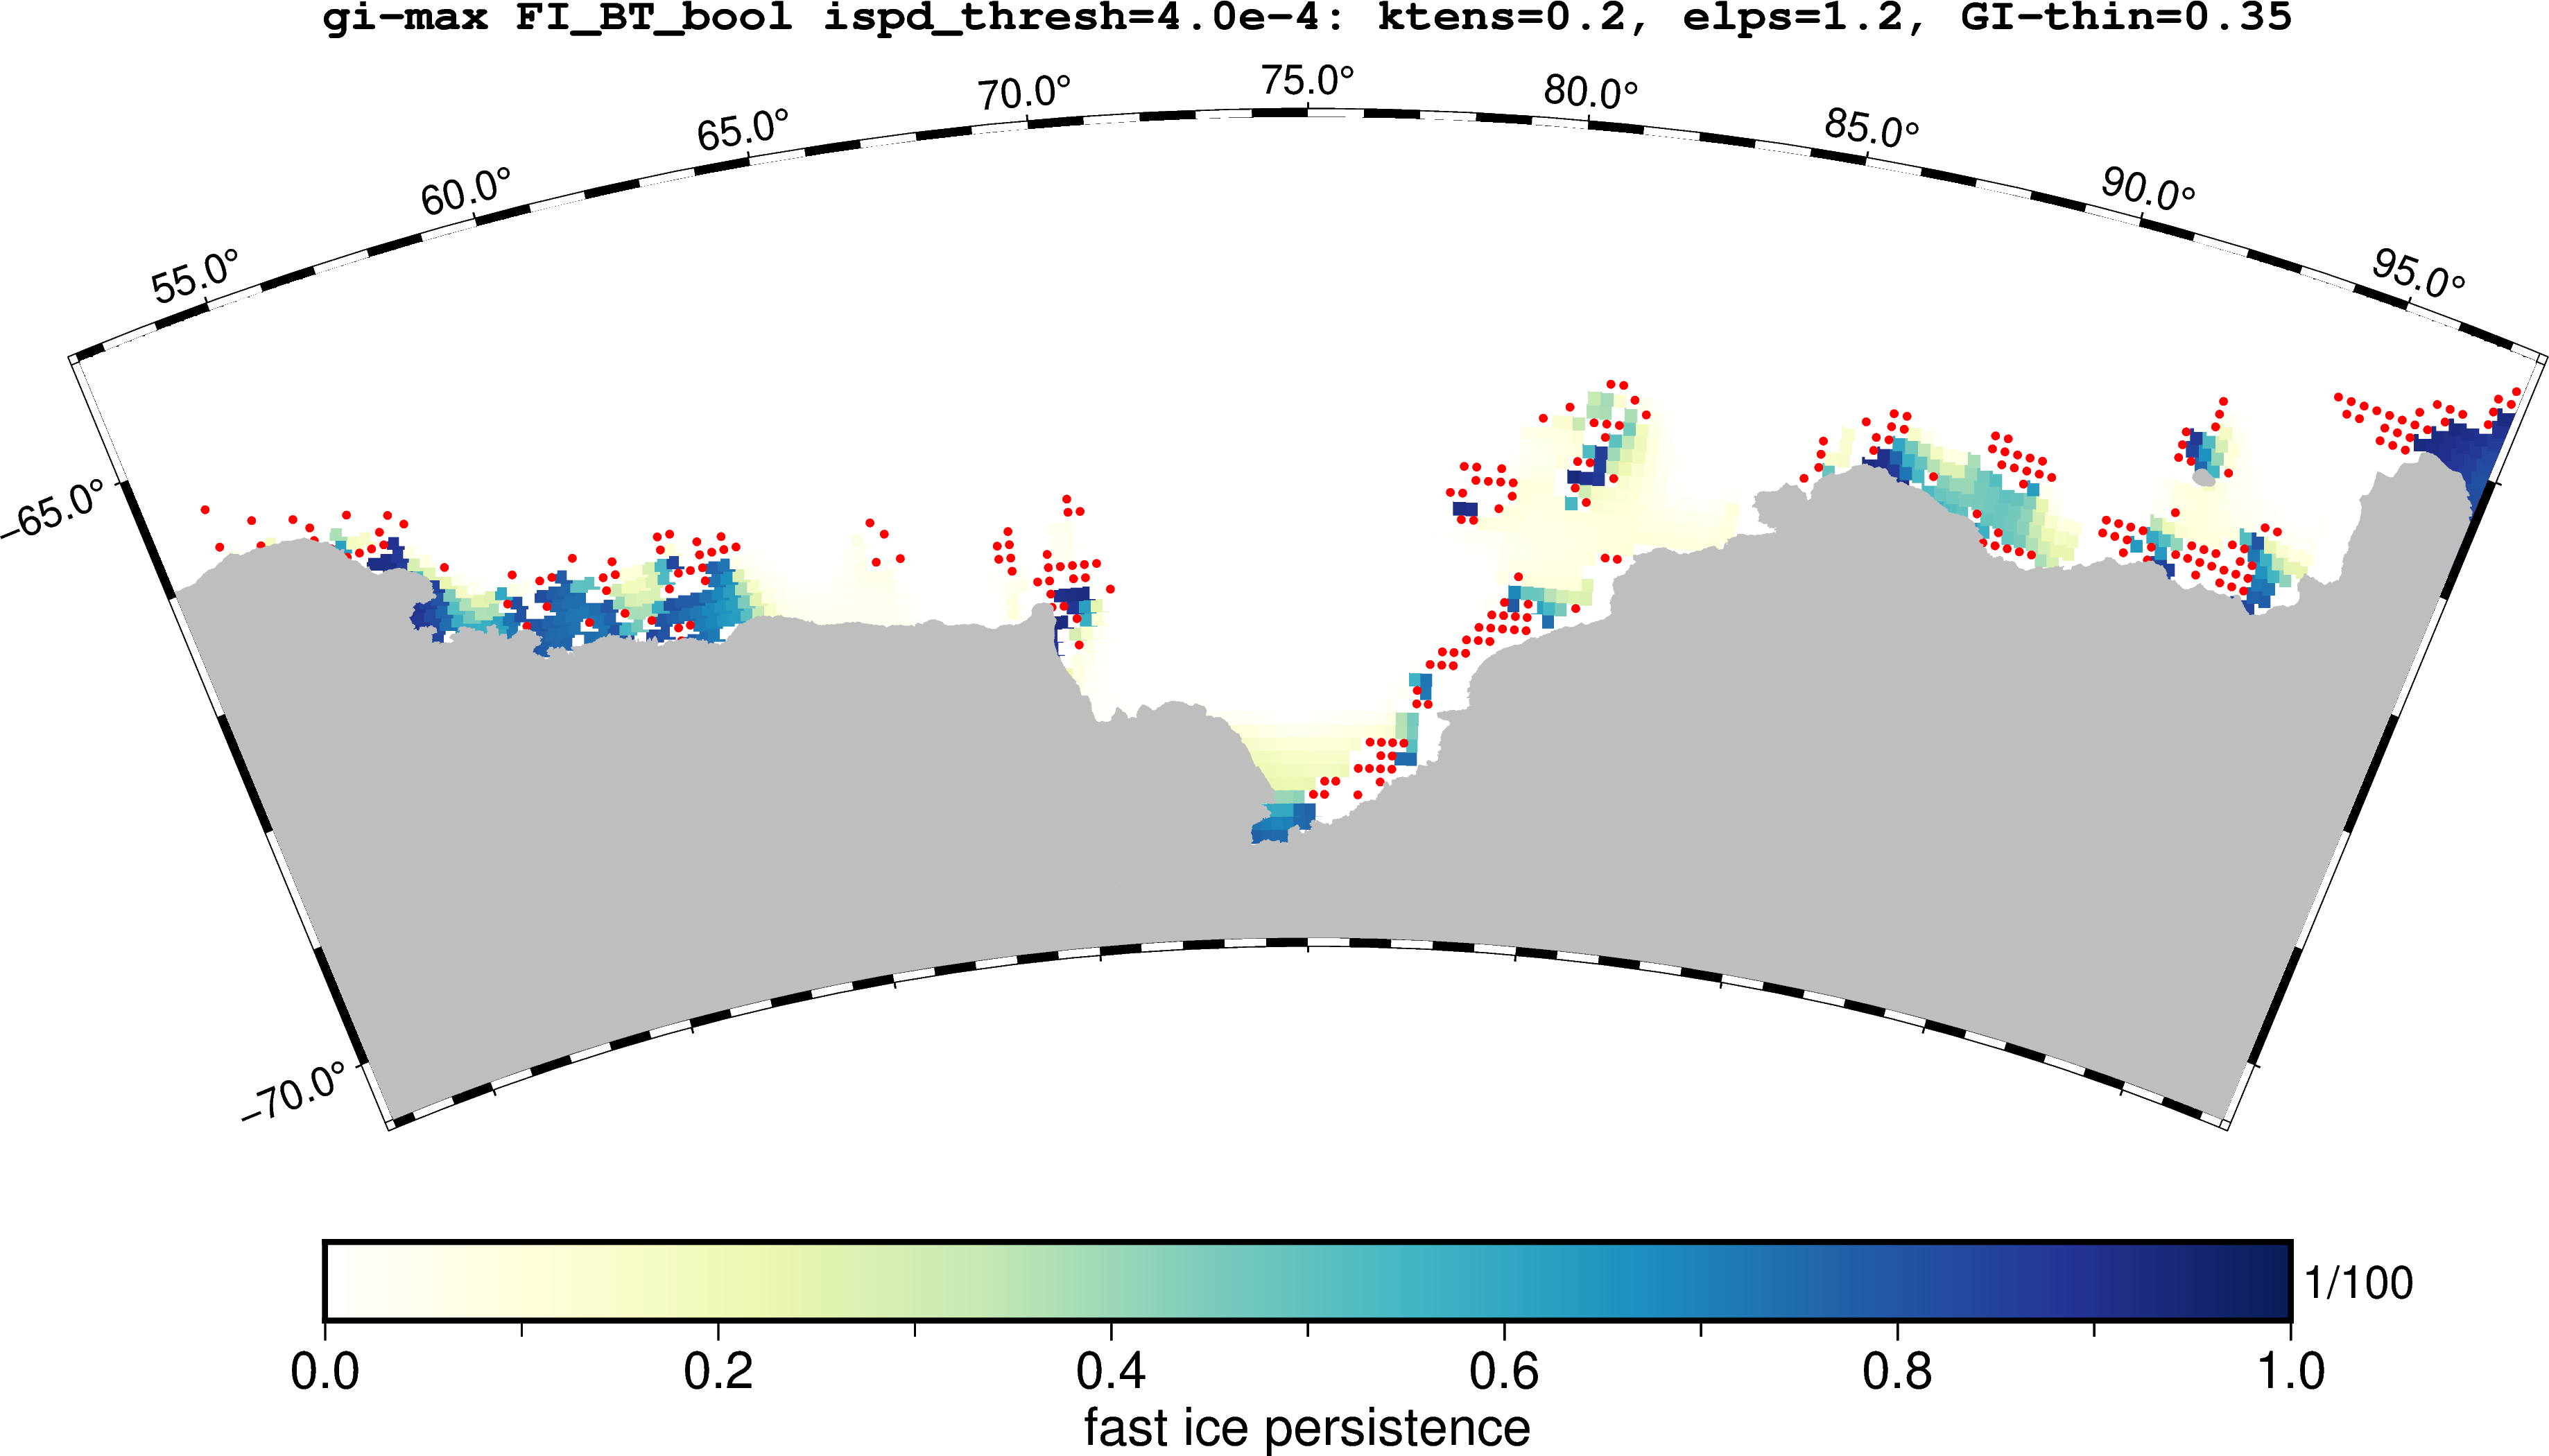 gi-max FI_BT_bool ispd_thresh=4.0e-4: ktens=0.2, elps=1.2, GI-thin=0.35
55.0° 60.0° 65.0° 70.0° 75.0° 80.0° 85.0° 90.0° 95.0°
-65.0°
-70.0°
1/100
0.0 0.2 0.4 0.6 0.8 1.0
fast ice persistence